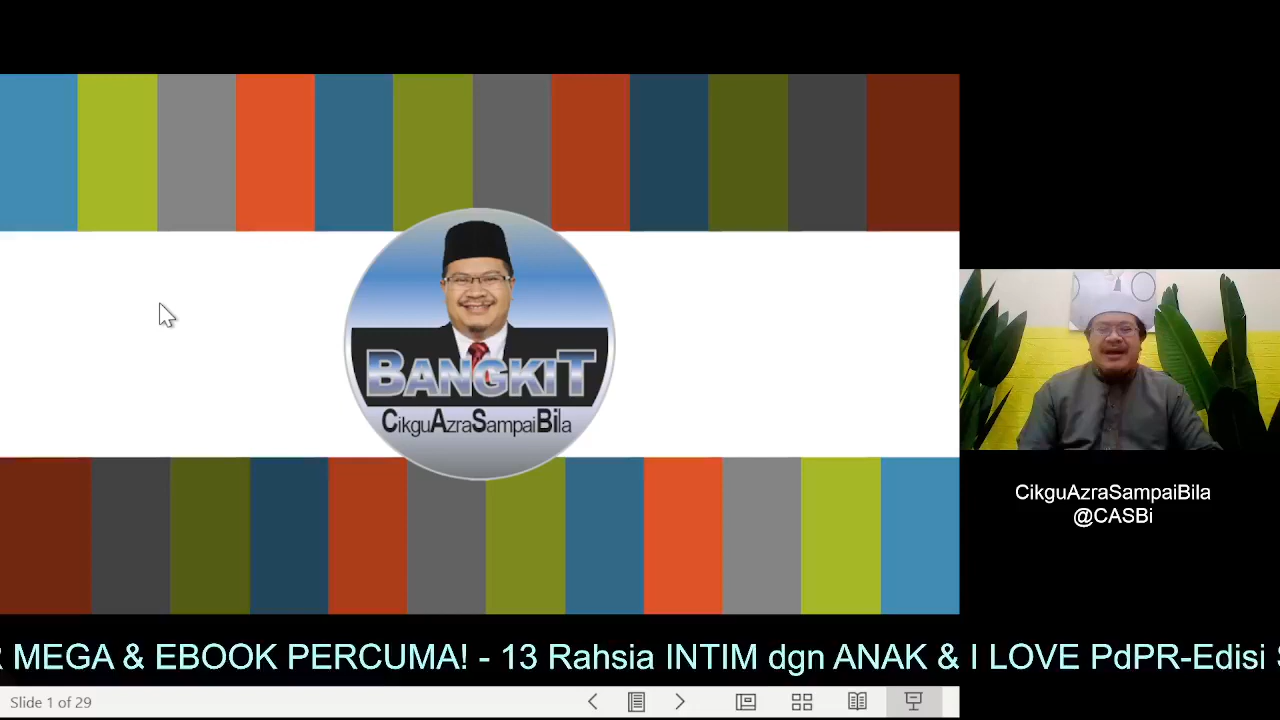 BANGKIT
CikguAzraSampaiBila
CikguAzraSampaiBila
@CASBi
MEGA & EBOOK PERCUMA! - 13 Rahsia INTIM dgn ANAK & I LOVE PdPR-Edisi
Slide 1 of 29